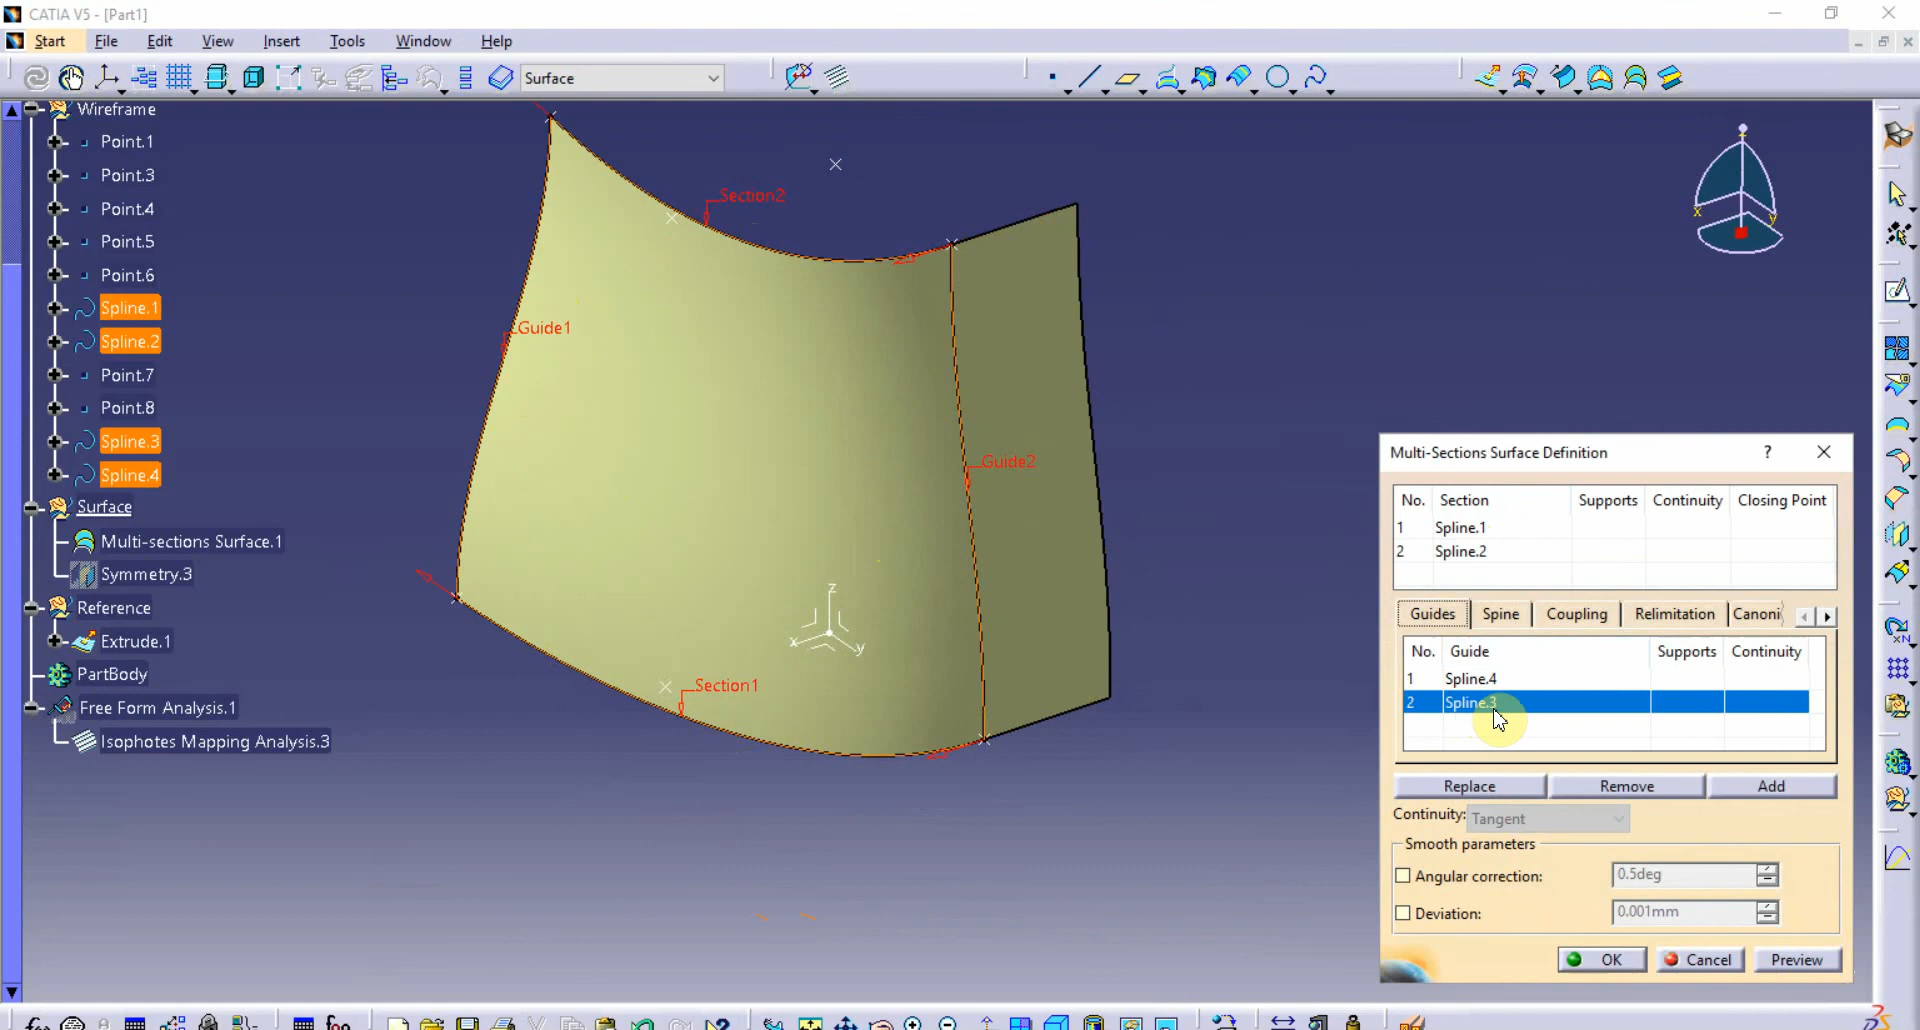 CATIA V5 - [Part1]
Start File Edit View Insert Tools Window Help
Surface
Wireframe
Point.1
Point.3
Point.4
Point.5
Point.6
Spline.1
Spline.2
Point.7
Point.8
Spline.3
Spline.4
Surface
Multi-sections Surface.1
Symmetry.3
Reference
Extrude.1
PartBody
Free Form Analysis.1
Isophotes Mapping Analysis.3
Section2
Guide1
Guide2
Section1
z
x
y
z
x
y
Multi-Sections Surface Definition ?
No. Section Supports Continuity Closing Point
1 Spline.1
2 Spline.2
Guides Spine Coupling Relimitation Canoni
No. Guide Supports Continuity
1 Spline.4
2 Spline.3
Replace Remove Add
Continuity: Tangent
Smooth parameters
Angular correction: 0.5deg
Deviation: 0.001mm
OK Cancel Preview